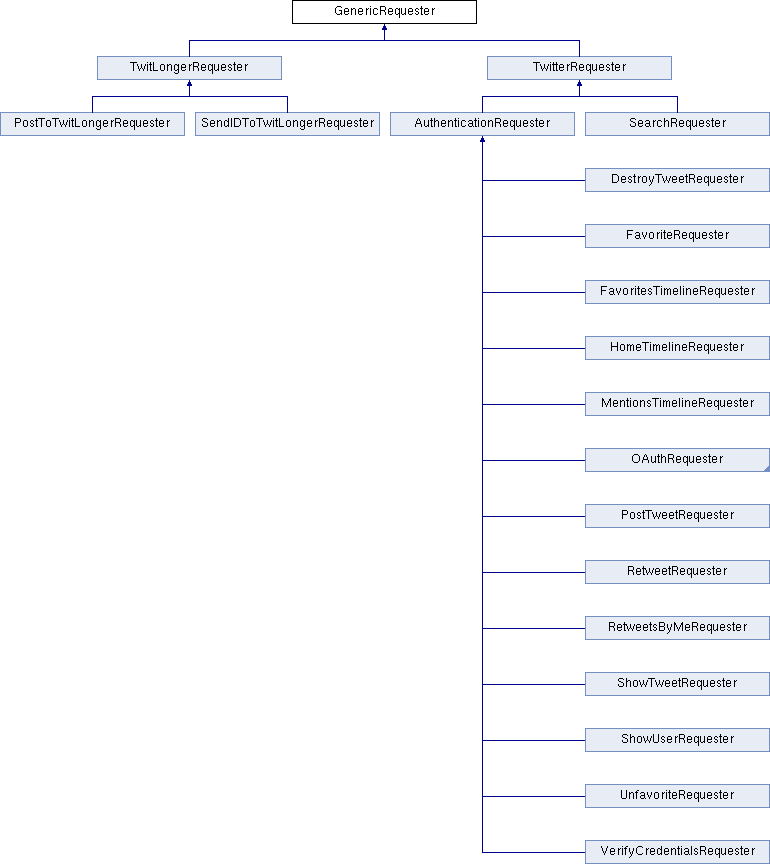 GenericRequester
TwitLongerRequester
TwitterRequester
PostToTwitLongerRequester
SendIDToTwitLongerRequester
AuthenticationRequester
SearchRequester
DestroyTweetRequester
FavoriteRequester
FavoritesTimelineRequester
HomeTimelineRequester
MentionsTimelineRequester
OAuthRequester
PostTweetRequester
RetweetRequester
RetweetsByMeRequester
ShowTweetRequester
ShowUserRequester
UnfavoriteRequester
VerifyCredentialsRequester